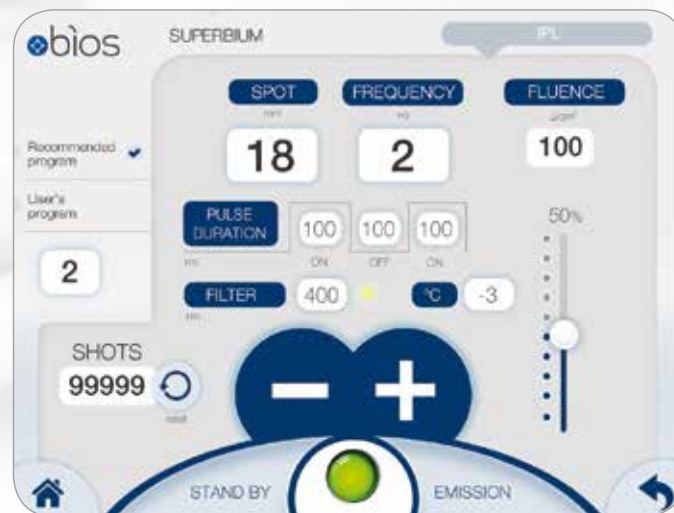 bìos
SUPERBIUM
IPL
SPOT
FREQUENCY
FLUENCE
18
2
100
Recommended
program
User's
program
2
PULSE
DURATION
100
100
100
ON
OFF
ON
50%
FILTER
400
°C
-3
SHOTS
99999
− +
STAND BY
EMISSION